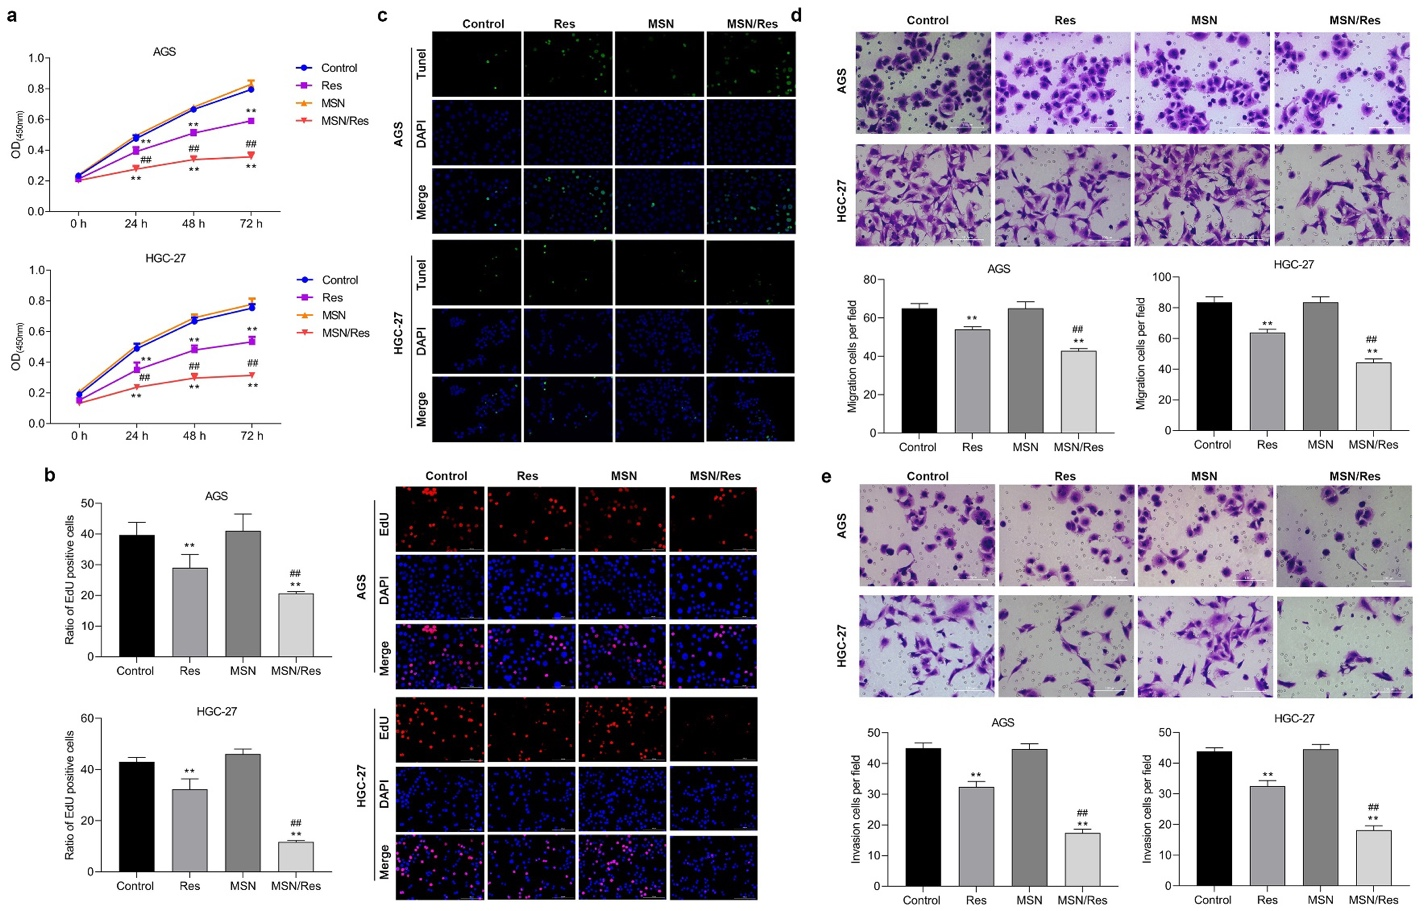 a
AGS
1.0
0.8
0.6
0.4
0.2
0.0
OD(450nm)
0 h
24 h
48 h
72 h
Control
Res
MSN
MSN/Res
**
**
**
##
##
##
**
**
**
HGC-27
1.0
0.8
0.6
0.4
0.2
0.0
OD(450nm)
0 h
24 h
48 h
72 h
Control
Res
MSN
MSN/Res
**
**
**
##
##
##
**
**
**
b
AGS
50
40
30
20
10
0
Ratio of EdU positive cells
**
##
**
Control
Res
MSN
MSN/Res
HGC-27
60
40
20
0
Ratio of EdU positive cells
**
##
**
Control
Res
MSN
MSN/Res
Control
Res
MSN
MSN/Res
AGS
EdU
DAPI
Merge
HGC-27
EdU
DAPI
Merge
c
Control
Res
MSN
MSN/Res
AGS
Tunel
DAPI
Merge
HGC-27
Tunel
DAPI
Merge
d
Control
Res
MSN
MSN/Res
AGS
HGC-27
AGS
80
60
40
20
0
Migration cells per field
**
##
**
Control
Res
MSN
MSN/Res
HGC-27
100
80
60
40
20
0
Migration cells per field
**
##
**
Control
Res
MSN
MSN/Res
e
Control
Res
MSN
MSN/Res
AGS
HGC-27
AGS
50
40
30
20
10
0
Invasion cells per field
**
##
**
Control
Res
MSN
MSN/Res
HGC-27
50
40
30
20
10
0
Invasion cells per field
**
##
**
Control
Res
MSN
MSN/Res